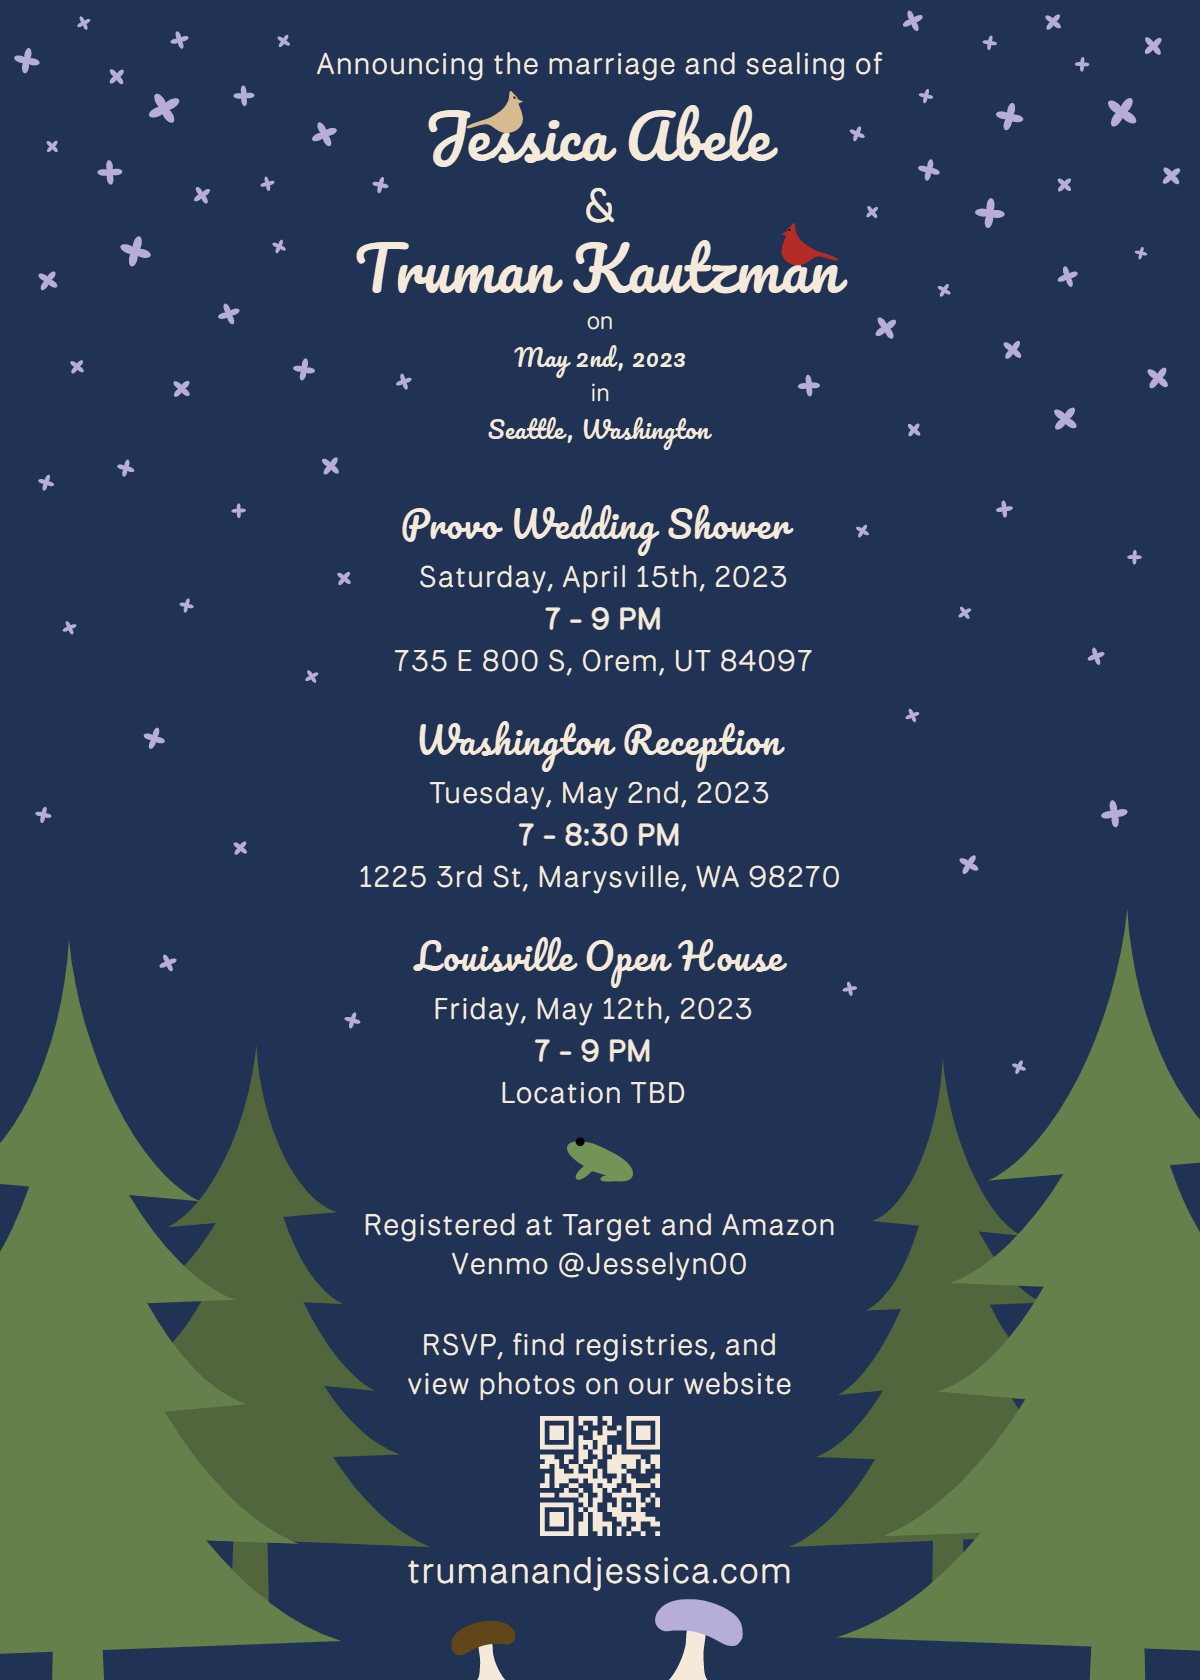 Announcing the marriage and sealing of
Jessica Abele
&
Truman Kautzman
on
May 2nd, 2023
in
Seattle, Washington
Provo Wedding Shower
Saturday, April 15th, 2023
7 - 9 PM
735 E 800 S, Orem, UT 84097
Washington Reception
Tuesday, May 2nd, 2023
7 - 8:30 PM
1225 3rd St, Marysville, WA 98270
Louisville Open House
Friday, May 12th, 2023
7 - 9 PM
Location TBD
Registered at Target and Amazon
Venmo @Jesselyn00
RSVP, find registries, and
view photos on our website
trumanandjessica.com